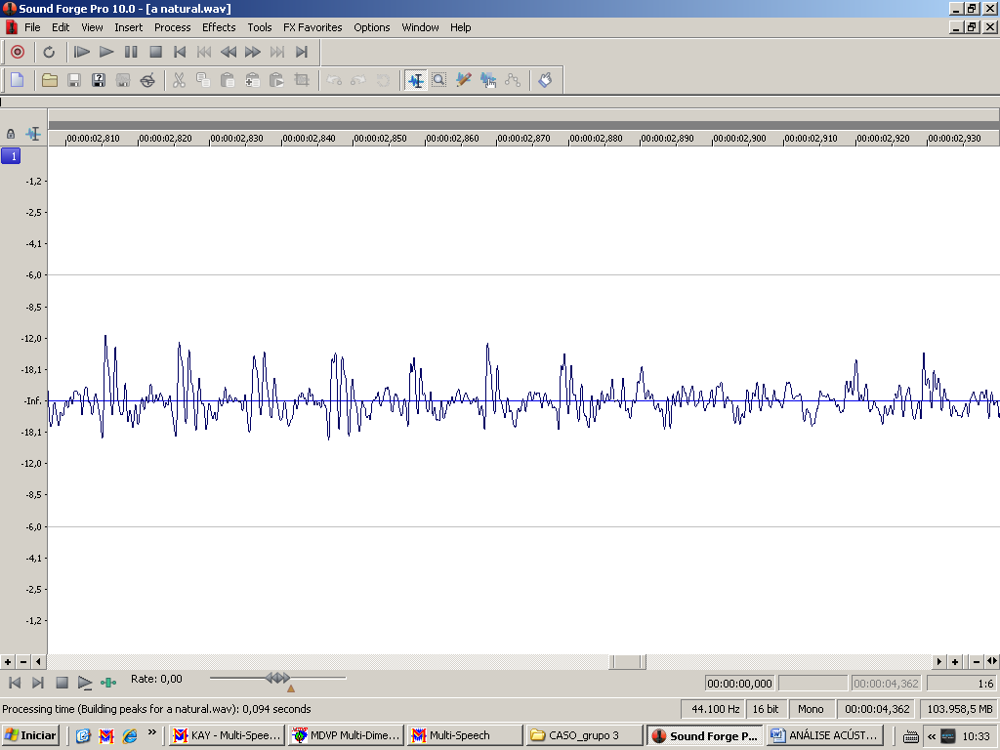 Sound Forge Pro 10.0 - [a natural.wav]
File Edit View Insert Process Effects Tools FX Favorites Options Window Help
00:00:02,810 00:00:02,820 00:00:02,830 00:00:02,840 00:00:02,850 00:00:02,860 00:00:02,870 00:00:02,880 00:00:02,890 00:00:02,900 00:00:02,910 00:00:02,920 00:00:02,930
1
-1,2
-2,5
-4,1
-6,0
-8,5
-12,0
-18,1
-Inf.
-18,1
-12,0
-8,5
-6,0
-4,1
-2,5
-1,2
Rate: 0,00
00:00:00,000 00:00:04,362 1:6
Processing time (Building peaks for a natural.wav): 0,094 seconds
44.100 Hz 16 bit Mono 00:00:04,362 103.958,5 MB
Iniciar » KAY - Multi-Spee... MDVP Multi-Dime... Multi-Speech CASO_grupo 3 Sound Forge P... ANÁLISE ACÚST... « 10:33